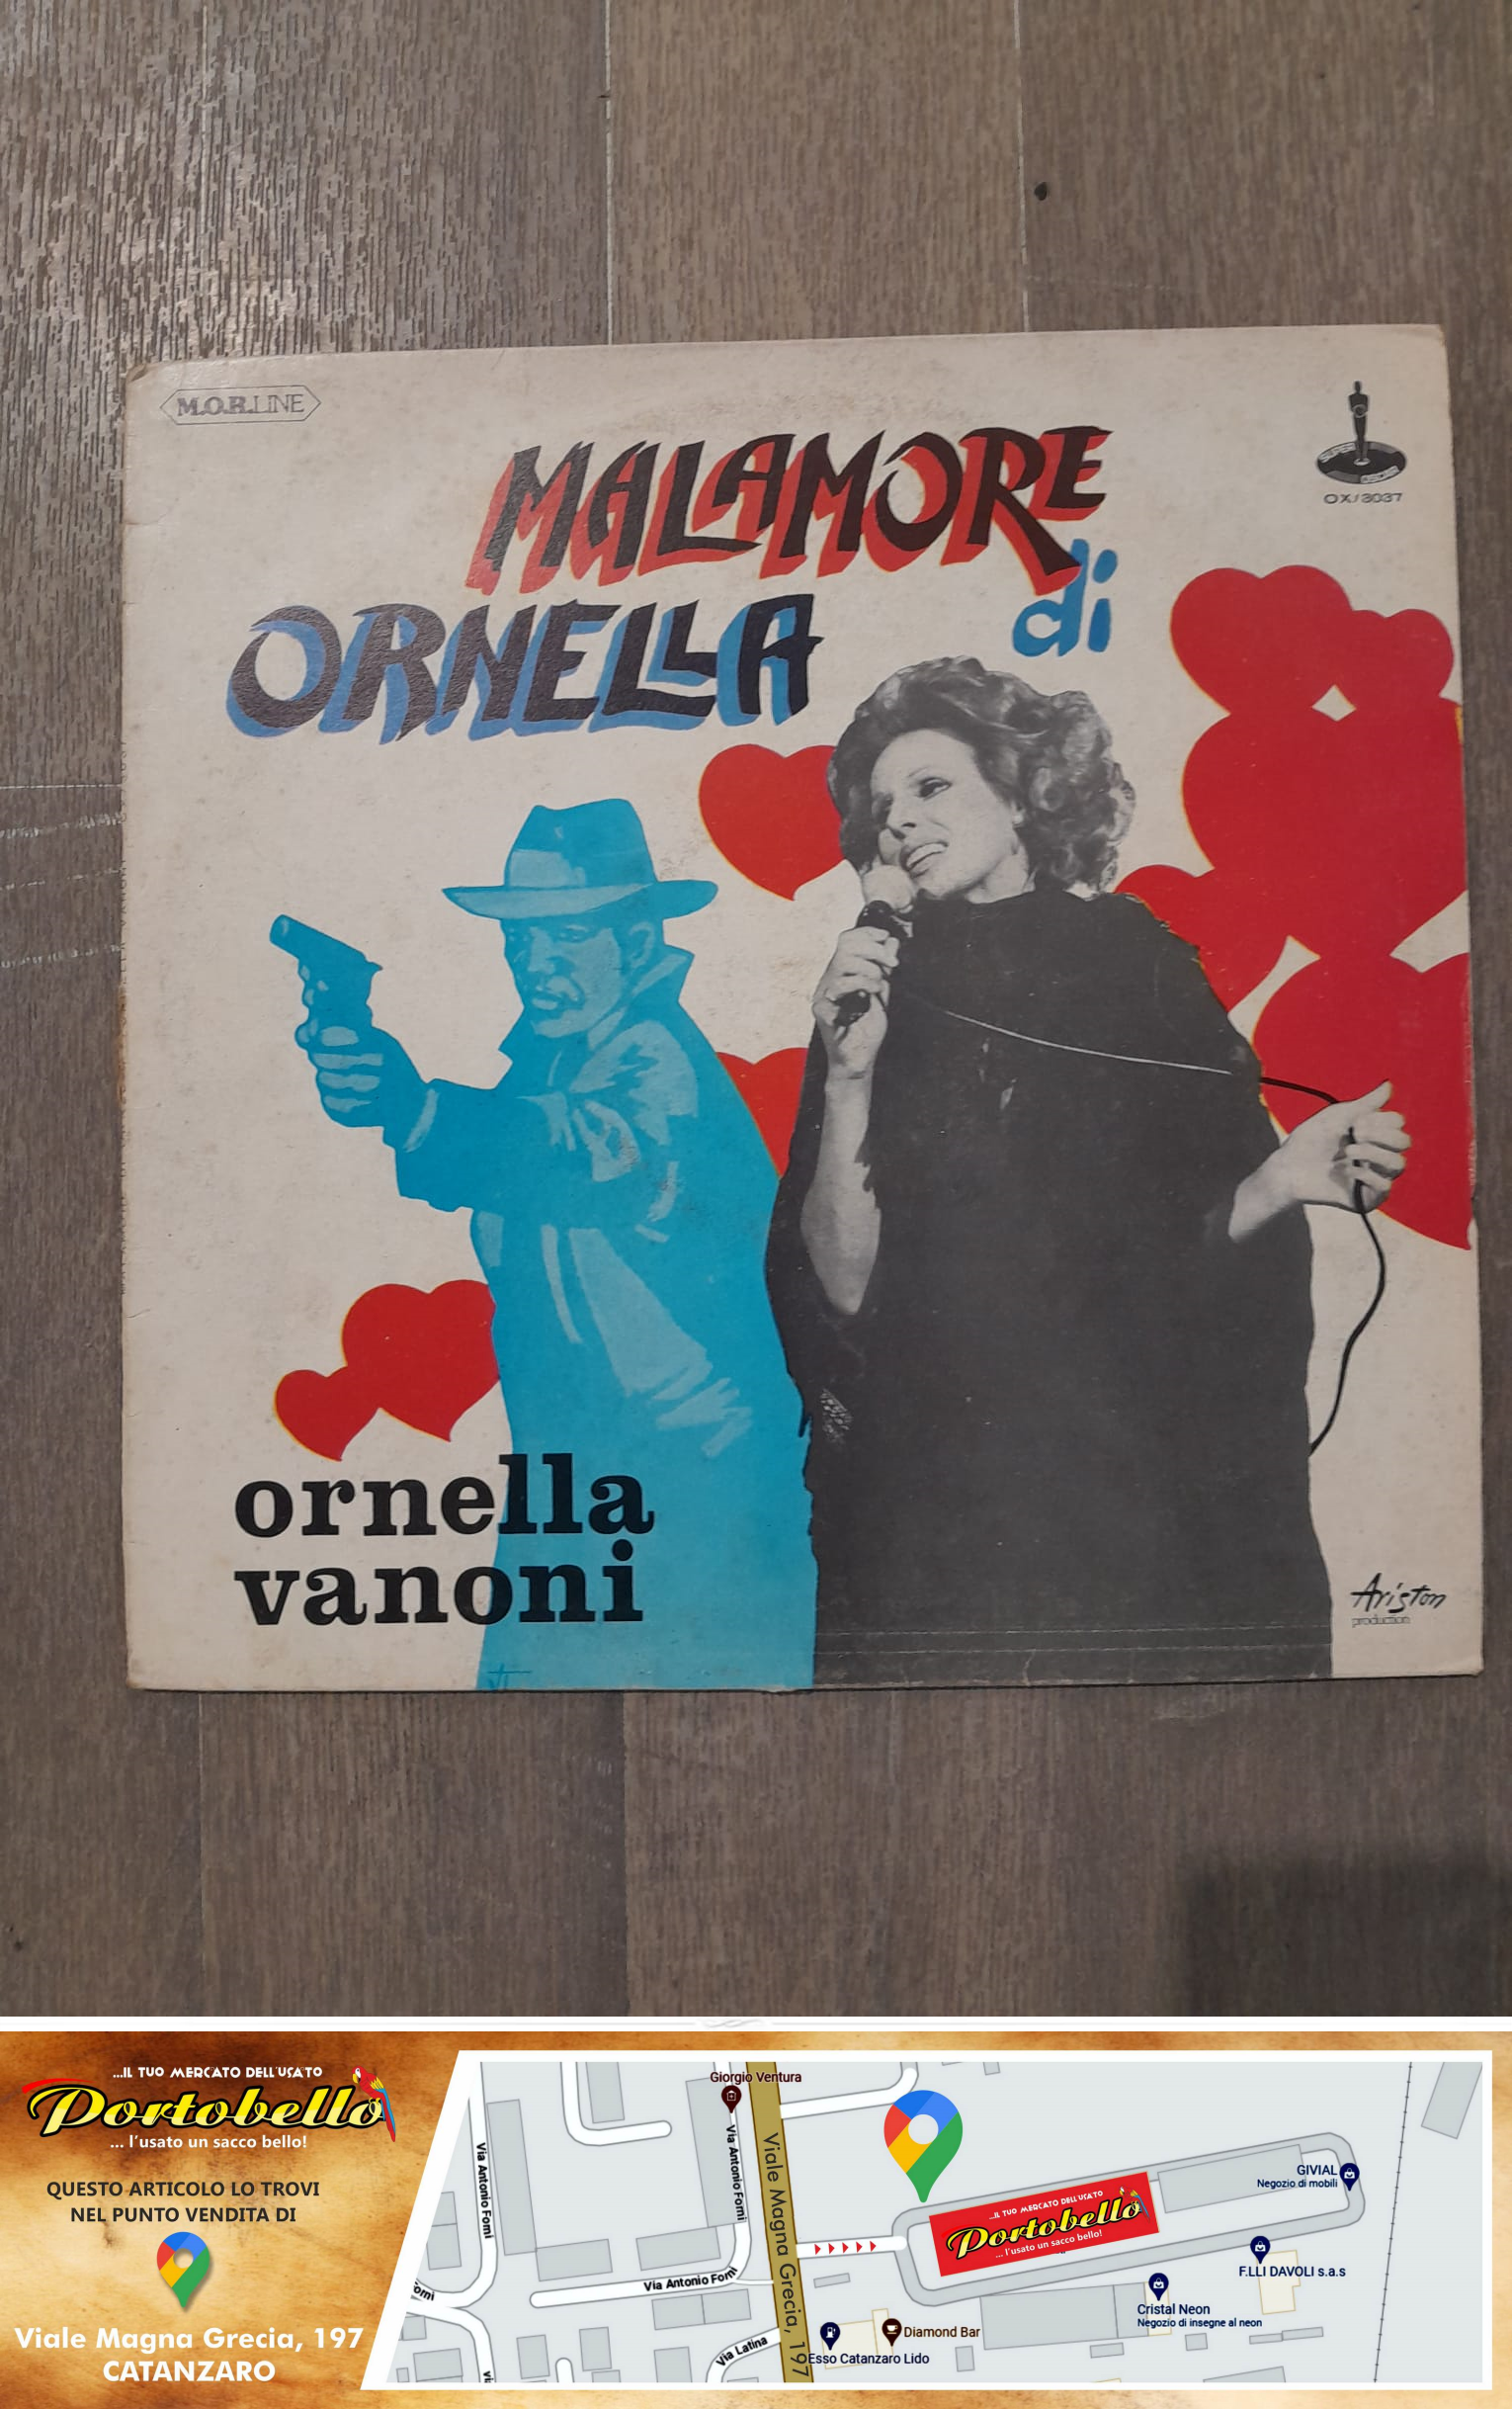 M.O.R.LINE
SUPER
OSCAR
OX/3037
MALAMORE
di
ORNELLA
ornella
vanoni
Ariston
production
...IL TUO MERCATO DELL'USATO
Portobello
... l'usato un sacco bello!
QUESTO ARTICOLO LO TROVI
NEL PUNTO VENDITA DI
Viale Magna Grecia, 197
CATANZARO
Giorgio Ventura
Via Antonio Forni
Via Antonio Forni
Viale Magna Grecia, 197
...IL TUO MERCATO DELL'USATO
Portobello
... l'usato un sacco bello!
GIVIAL
Negozio di mobili
F.LLI DAVOLI s.a.s
Via Antonio Forni
orni
Cristal Neon
Negozio di insegne al neon
Diamond Bar
Via Latina
Esso Catanzaro Lido